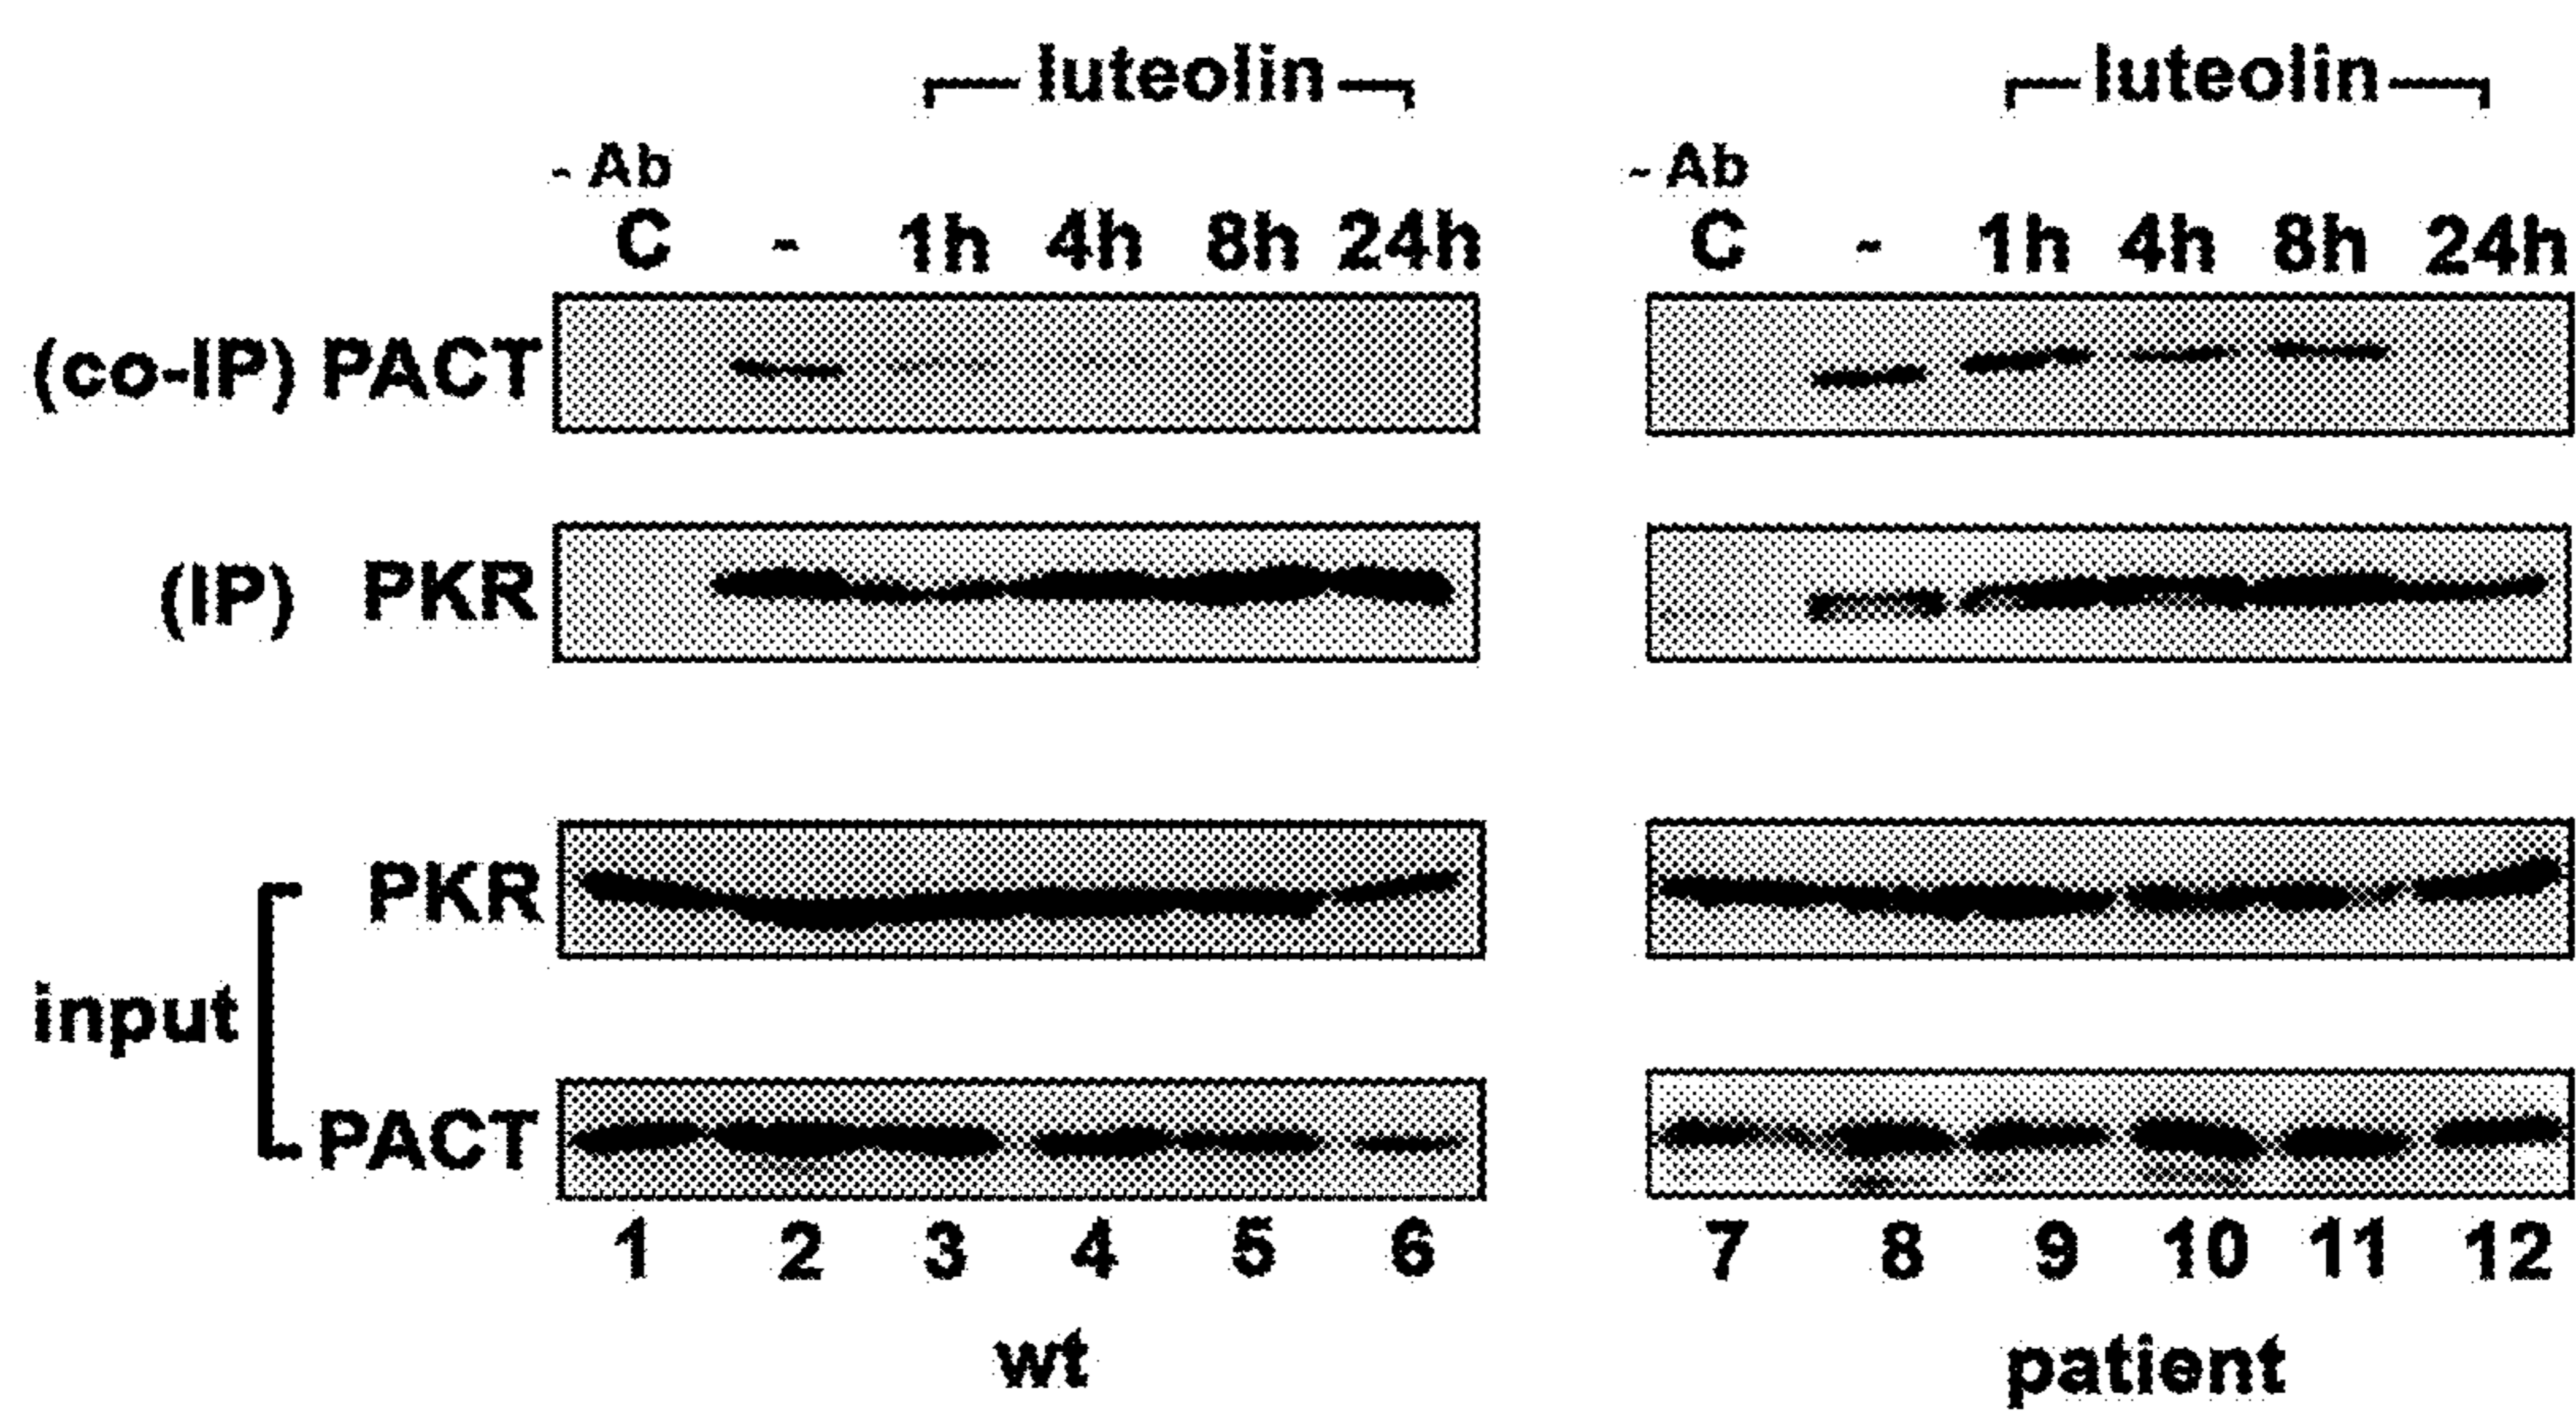 luteolin luteolin
- Ab - Ab
C - 1h 4h 8h 24h C - 1h 4h 8h 24h
(co-IP) PACT
(IP) PKR
PKR
input
PACT
1 2 3 4 5 6 7 8 9 10 11 12
wt patient